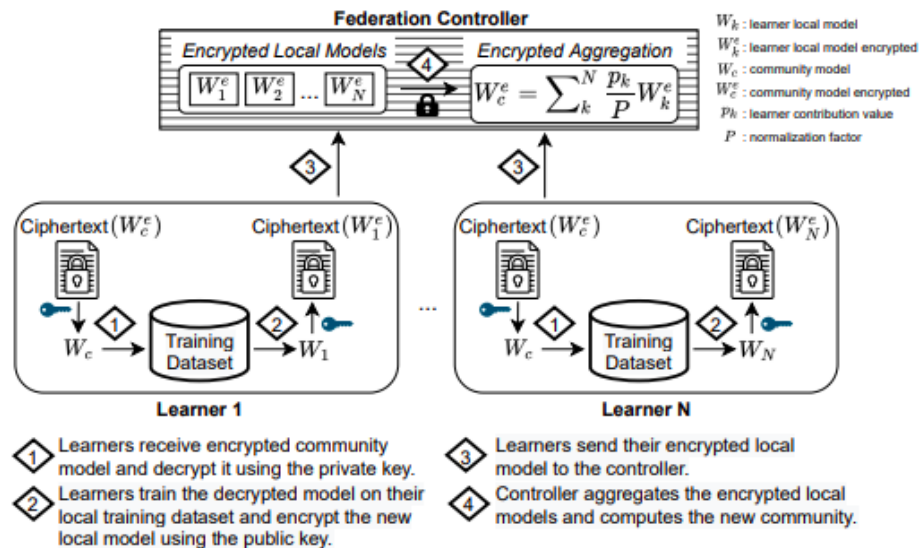 Federation Controller
Encrypted Local Models
W_1^e W_2^e ... W_N^e
4
Encrypted Aggregation
W_c^e = ∑_k^N p_k/P W_k^e
W_k : learner local model
W_k^e : learner local model encrypted
W_c : community model
W_c^e : community model encrypted
p_k : learner contribution value
P : normalization factor
3
3
Ciphertext(W_c^e)
Ciphertext(W_1^e)
1
2
W_c
Training
Dataset
W_1
Learner 1
...
Ciphertext(W_c^e)
Ciphertext(W_N^e)
1
2
W_c
Training
Dataset
W_N
Learner N
1 Learners receive encrypted community
model and decrypt it using the private key.
2 Learners train the decrypted model on their
local training dataset and encrypt the new
local model using the public key.
3 Learners send their encrypted local
model to the controller.
4 Controller aggregates the encrypted local
models and computes the new community.